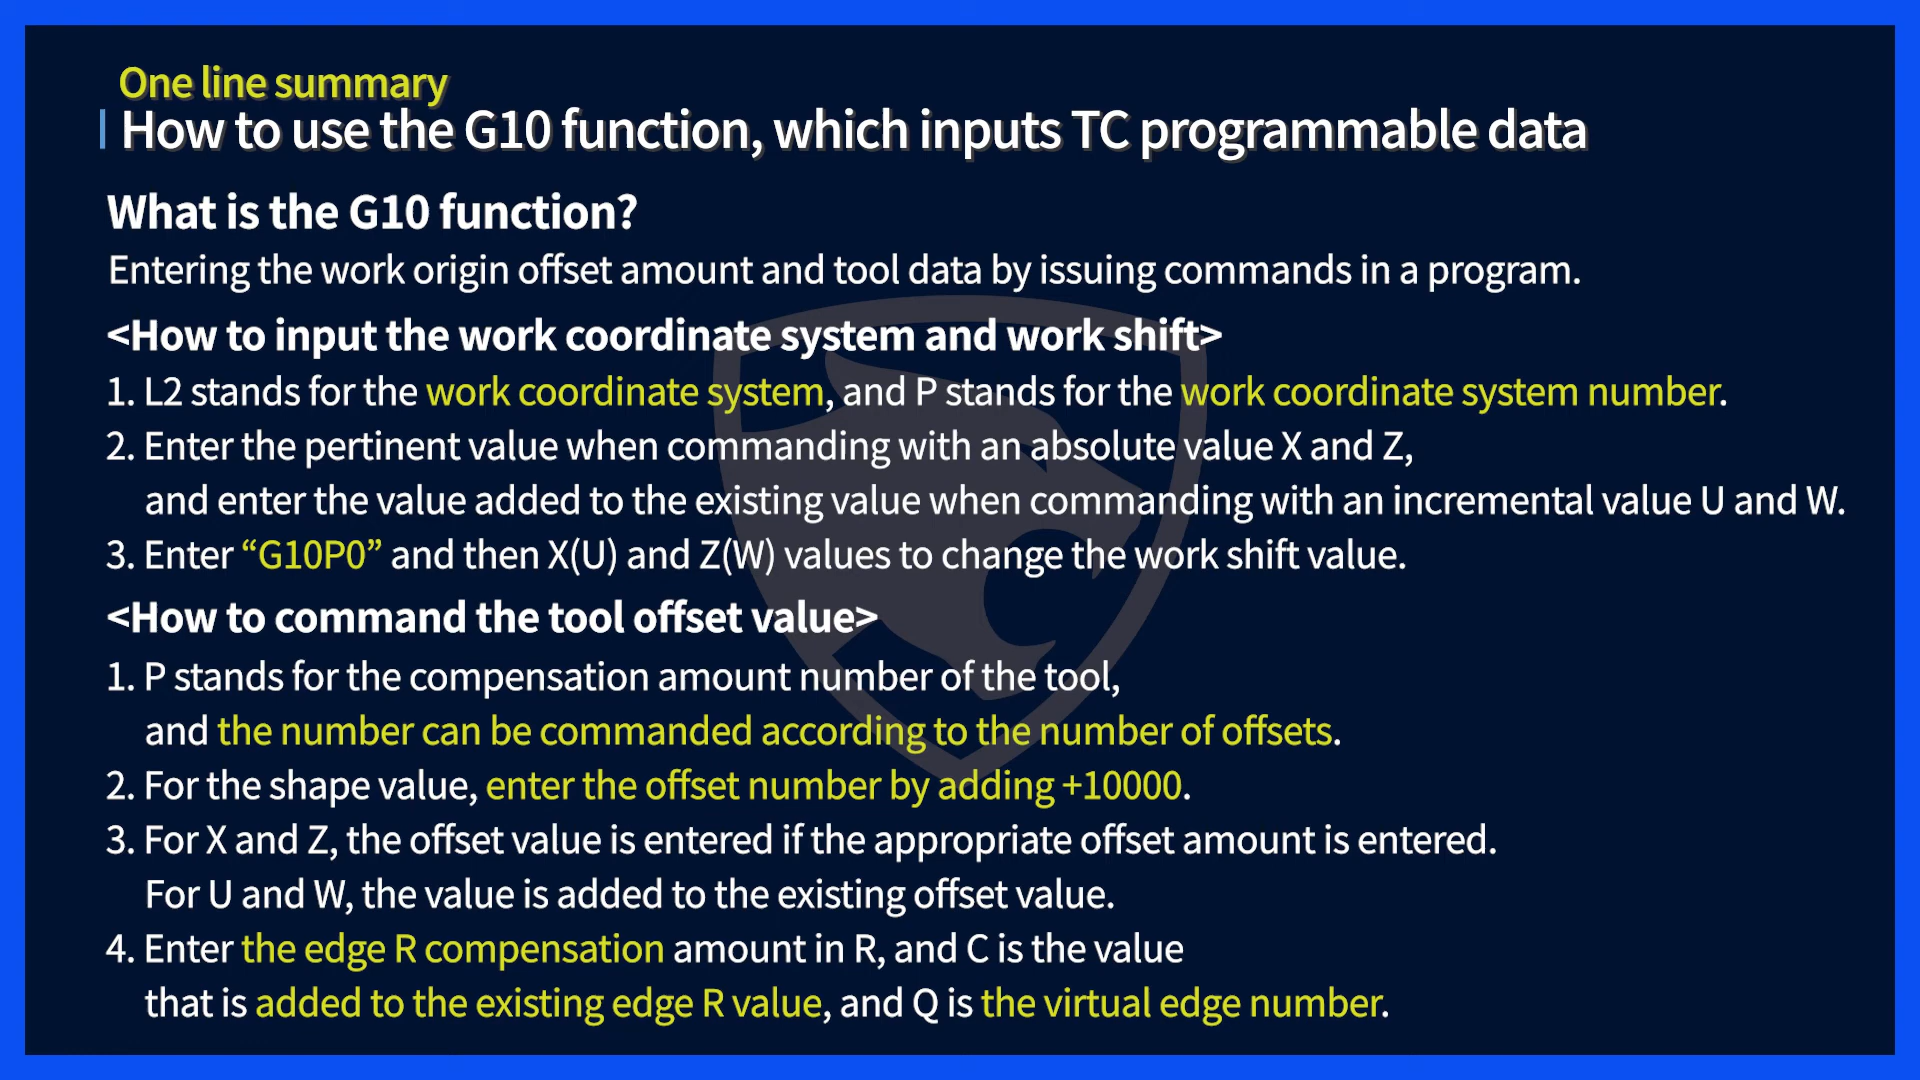 One line summary
How to use the G10 function, which inputs TC programmable data
What is the G10 function?
Entering the work origin offset amount and tool data by issuing commands in a program.
<How to input the work coordinate system and work shift>
1. L2 stands for the work coordinate system, and P stands for the work coordinate system number.
2. Enter the pertinent value when commanding with an absolute value X and Z,
and enter the value added to the existing value when commanding with an incremental value U and W.
3. Enter “G10P0” and then X(U) and Z(W) values to change the work shift value.
<How to command the tool offset value>
1. P stands for the compensation amount number of the tool,
and the number can be commanded according to the number of offsets.
2. For the shape value, enter the offset number by adding +10000.
3. For X and Z, the offset value is entered if the appropriate offset amount is entered.
For U and W, the value is added to the existing offset value.
4. Enter the edge R compensation amount in R, and C is the value
that is added to the existing edge R value, and Q is the virtual edge number.